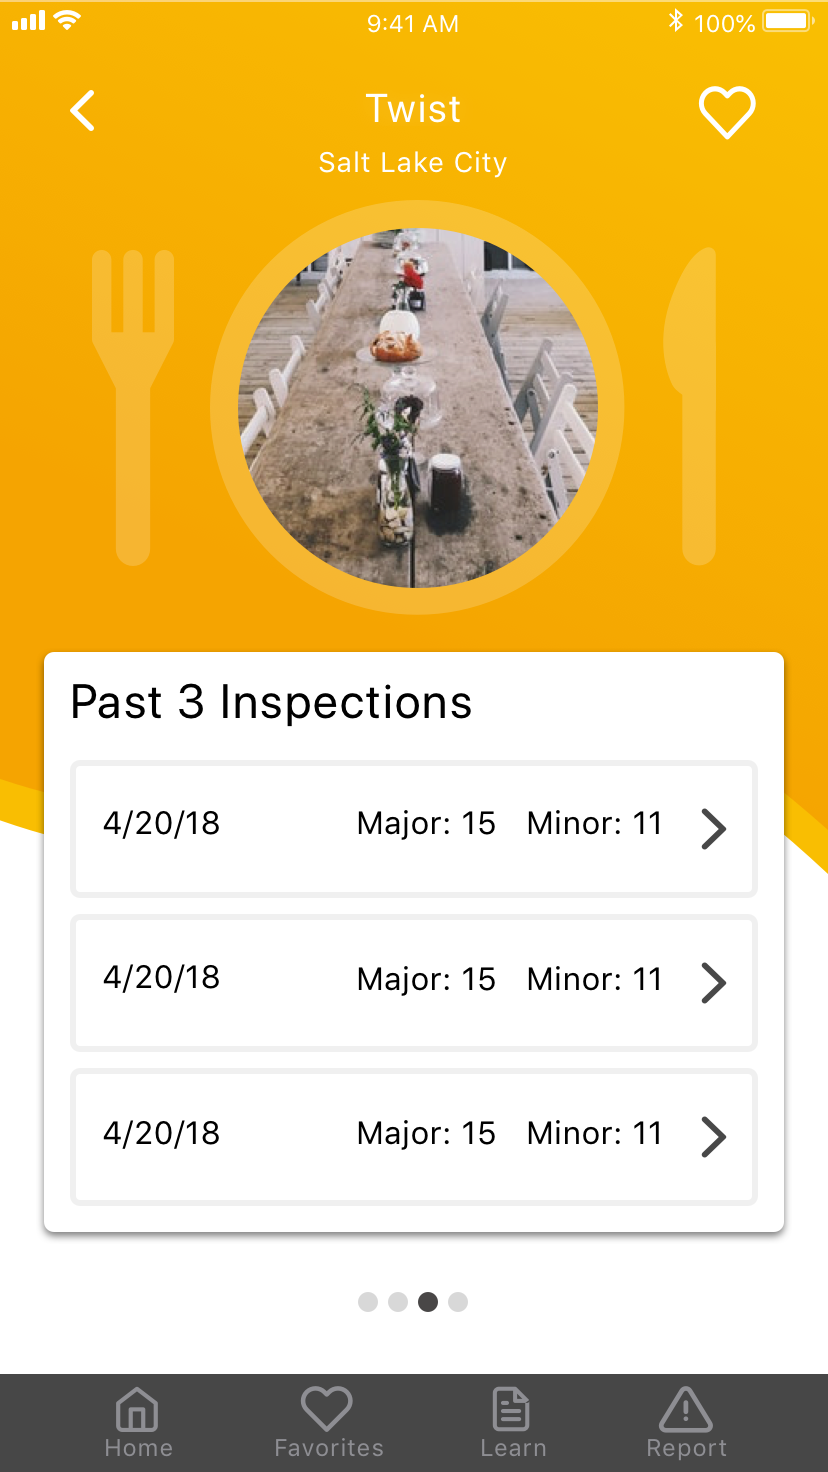 9:41 AM 100%
Twist
Salt Lake City
Past 3 Inspections
4/20/18 Major: 15 Minor: 11
4/20/18 Major: 15 Minor: 11
4/20/18 Major: 15 Minor: 11
Home Favorites Learn Report